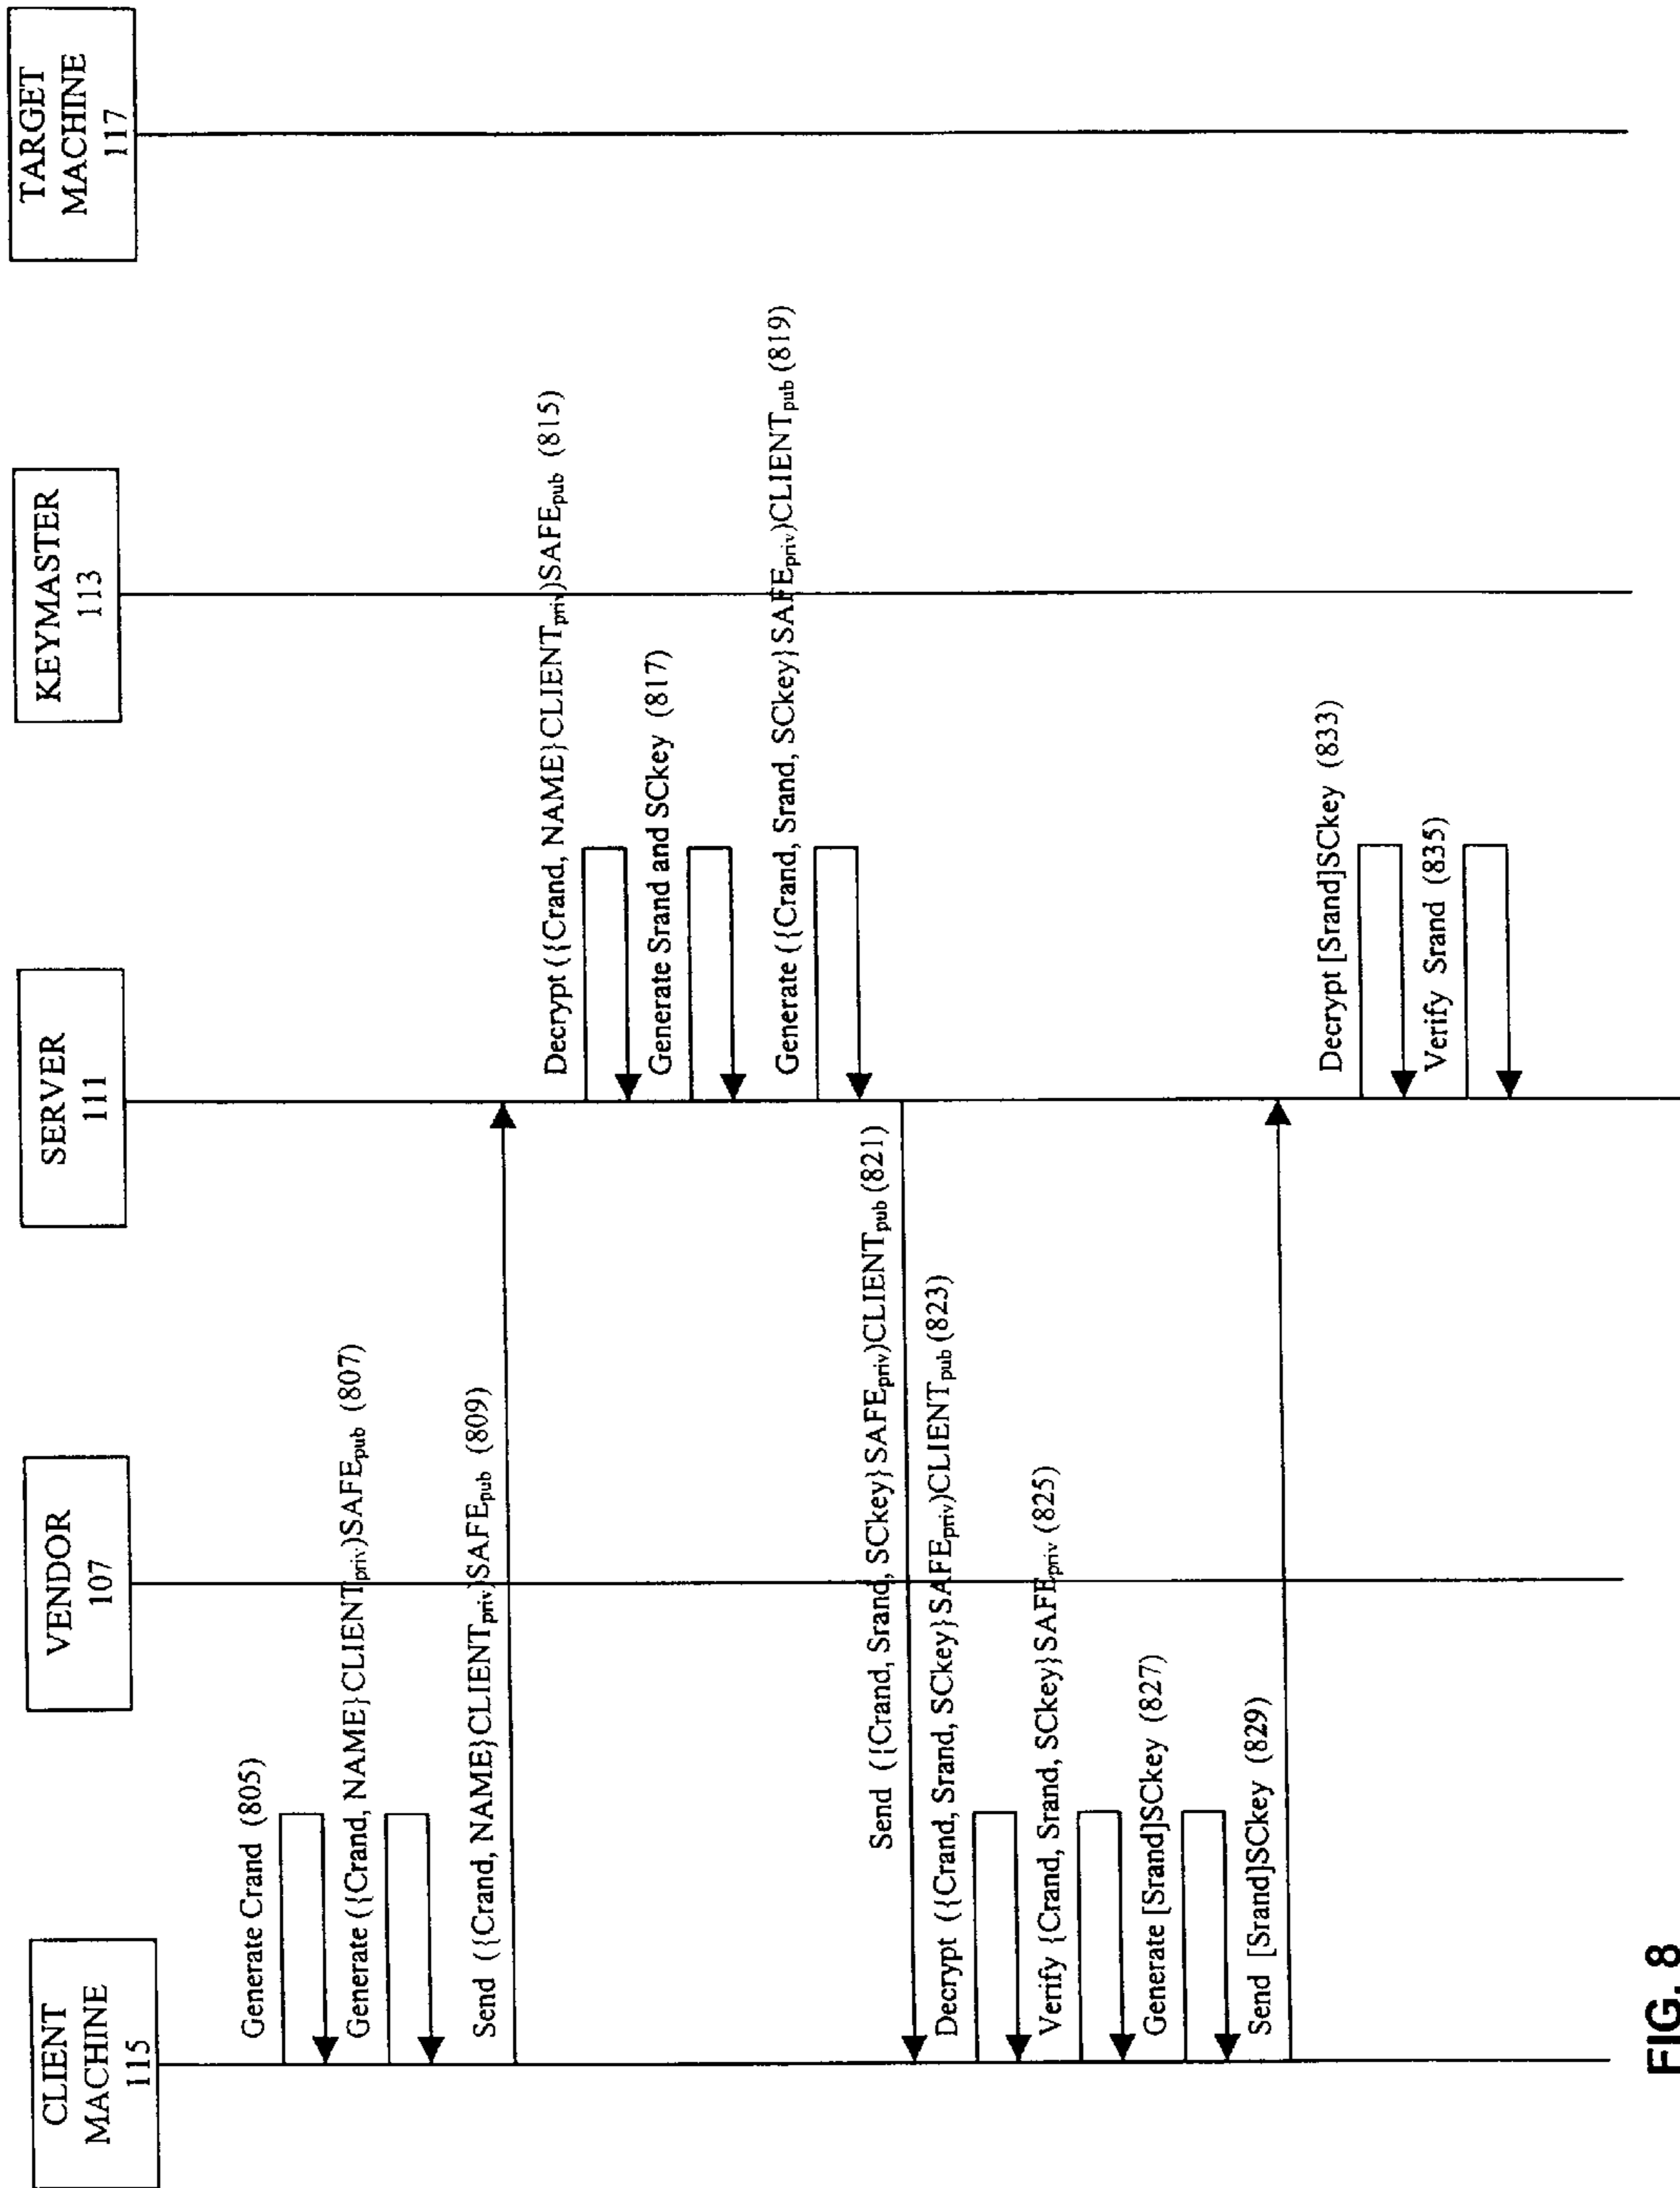 CLIENT
MACHINE
115
VENDOR
107
SERVER
111
KEYMASTER
113
TARGET
MACHINE
117
Generate Crand (805)
Generate ({Crand, NAME}CLIENTpriv)SAFEpub (807)
Send ({Crand, NAME}CLIENTpriv)SAFEpub (809)
Decrypt ({Crand, NAME}CLIENTpriv)SAFEpub (815)
Generate Srand and SCkey (817)
Generate ({Crand, Srand, SCkey}SAFEpriv)CLIENTpub (819)
Send ({Crand, Srand, SCkey}SAFEpriv)CLIENTpub (821)
Decrypt ({Crand, Srand, SCkey}SAFEpriv)CLIENTpub (823)
Verify {Crand, Srand, SCkey}SAFEpriv (825)
Generate [Srand]SCkey (827)
Send [Srand]SCkey (829)
Decrypt [Srand]SCkey (833)
Verify Srand (835)
FIG. 8